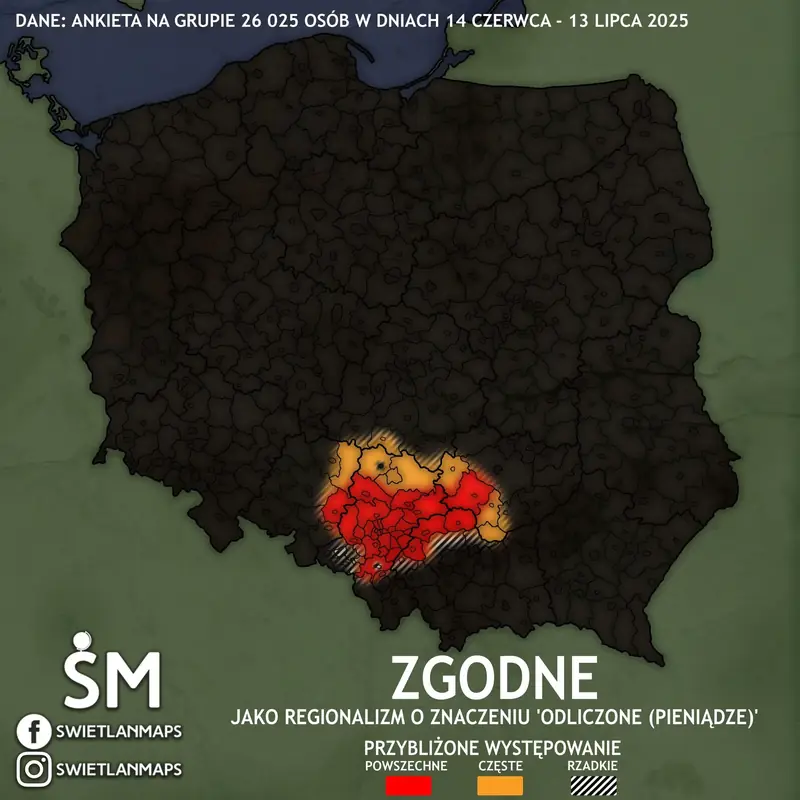 DANE: ANKIETA NA GRUPIE 26 025 OSÓB W DNIACH 14 CZERWCA - 13 LIPCA 2025
ŚM
SWIETLANMAPS
SWIETLANMAPS
ZGODNE
JAKO REGIONALIZM O ZNACZENIU 'ODLICZONE (PIENIĄDZE)'
PRZYBLIŻONE WYSTĘPOWANIE
POWSZECHNE CZĘSTE RZADKIE